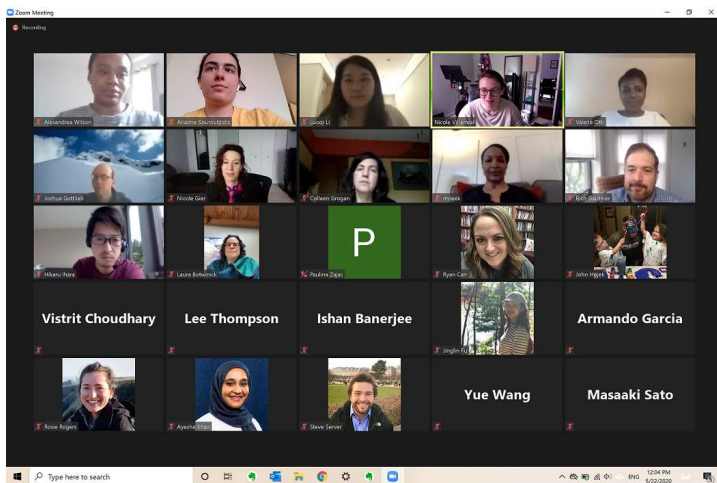 Zoom Meeting
Recording
Alexandrea Wilson
Ariadne Souroutzidis
Luoqi Li
Nicole Villarreal
Valerie Ott
Joshua Gottlieb
Nicole Gier
Colleen Grogan
mpeek
Rich Gauthier
Hikaru Ihara
Laura Botwinick
P
Paulina Zajac
Ryan Carr
John
Vistrit Choudhary
Lee Thompson
Ishan Banerjee
Jinglin Fu
Armando Garcia
Rosie Rogers
Ayesha Khan
Steve Server
Yue Wang
Masaaki Sato
Type here to search
ENG
12:04 PM
5/22/2020